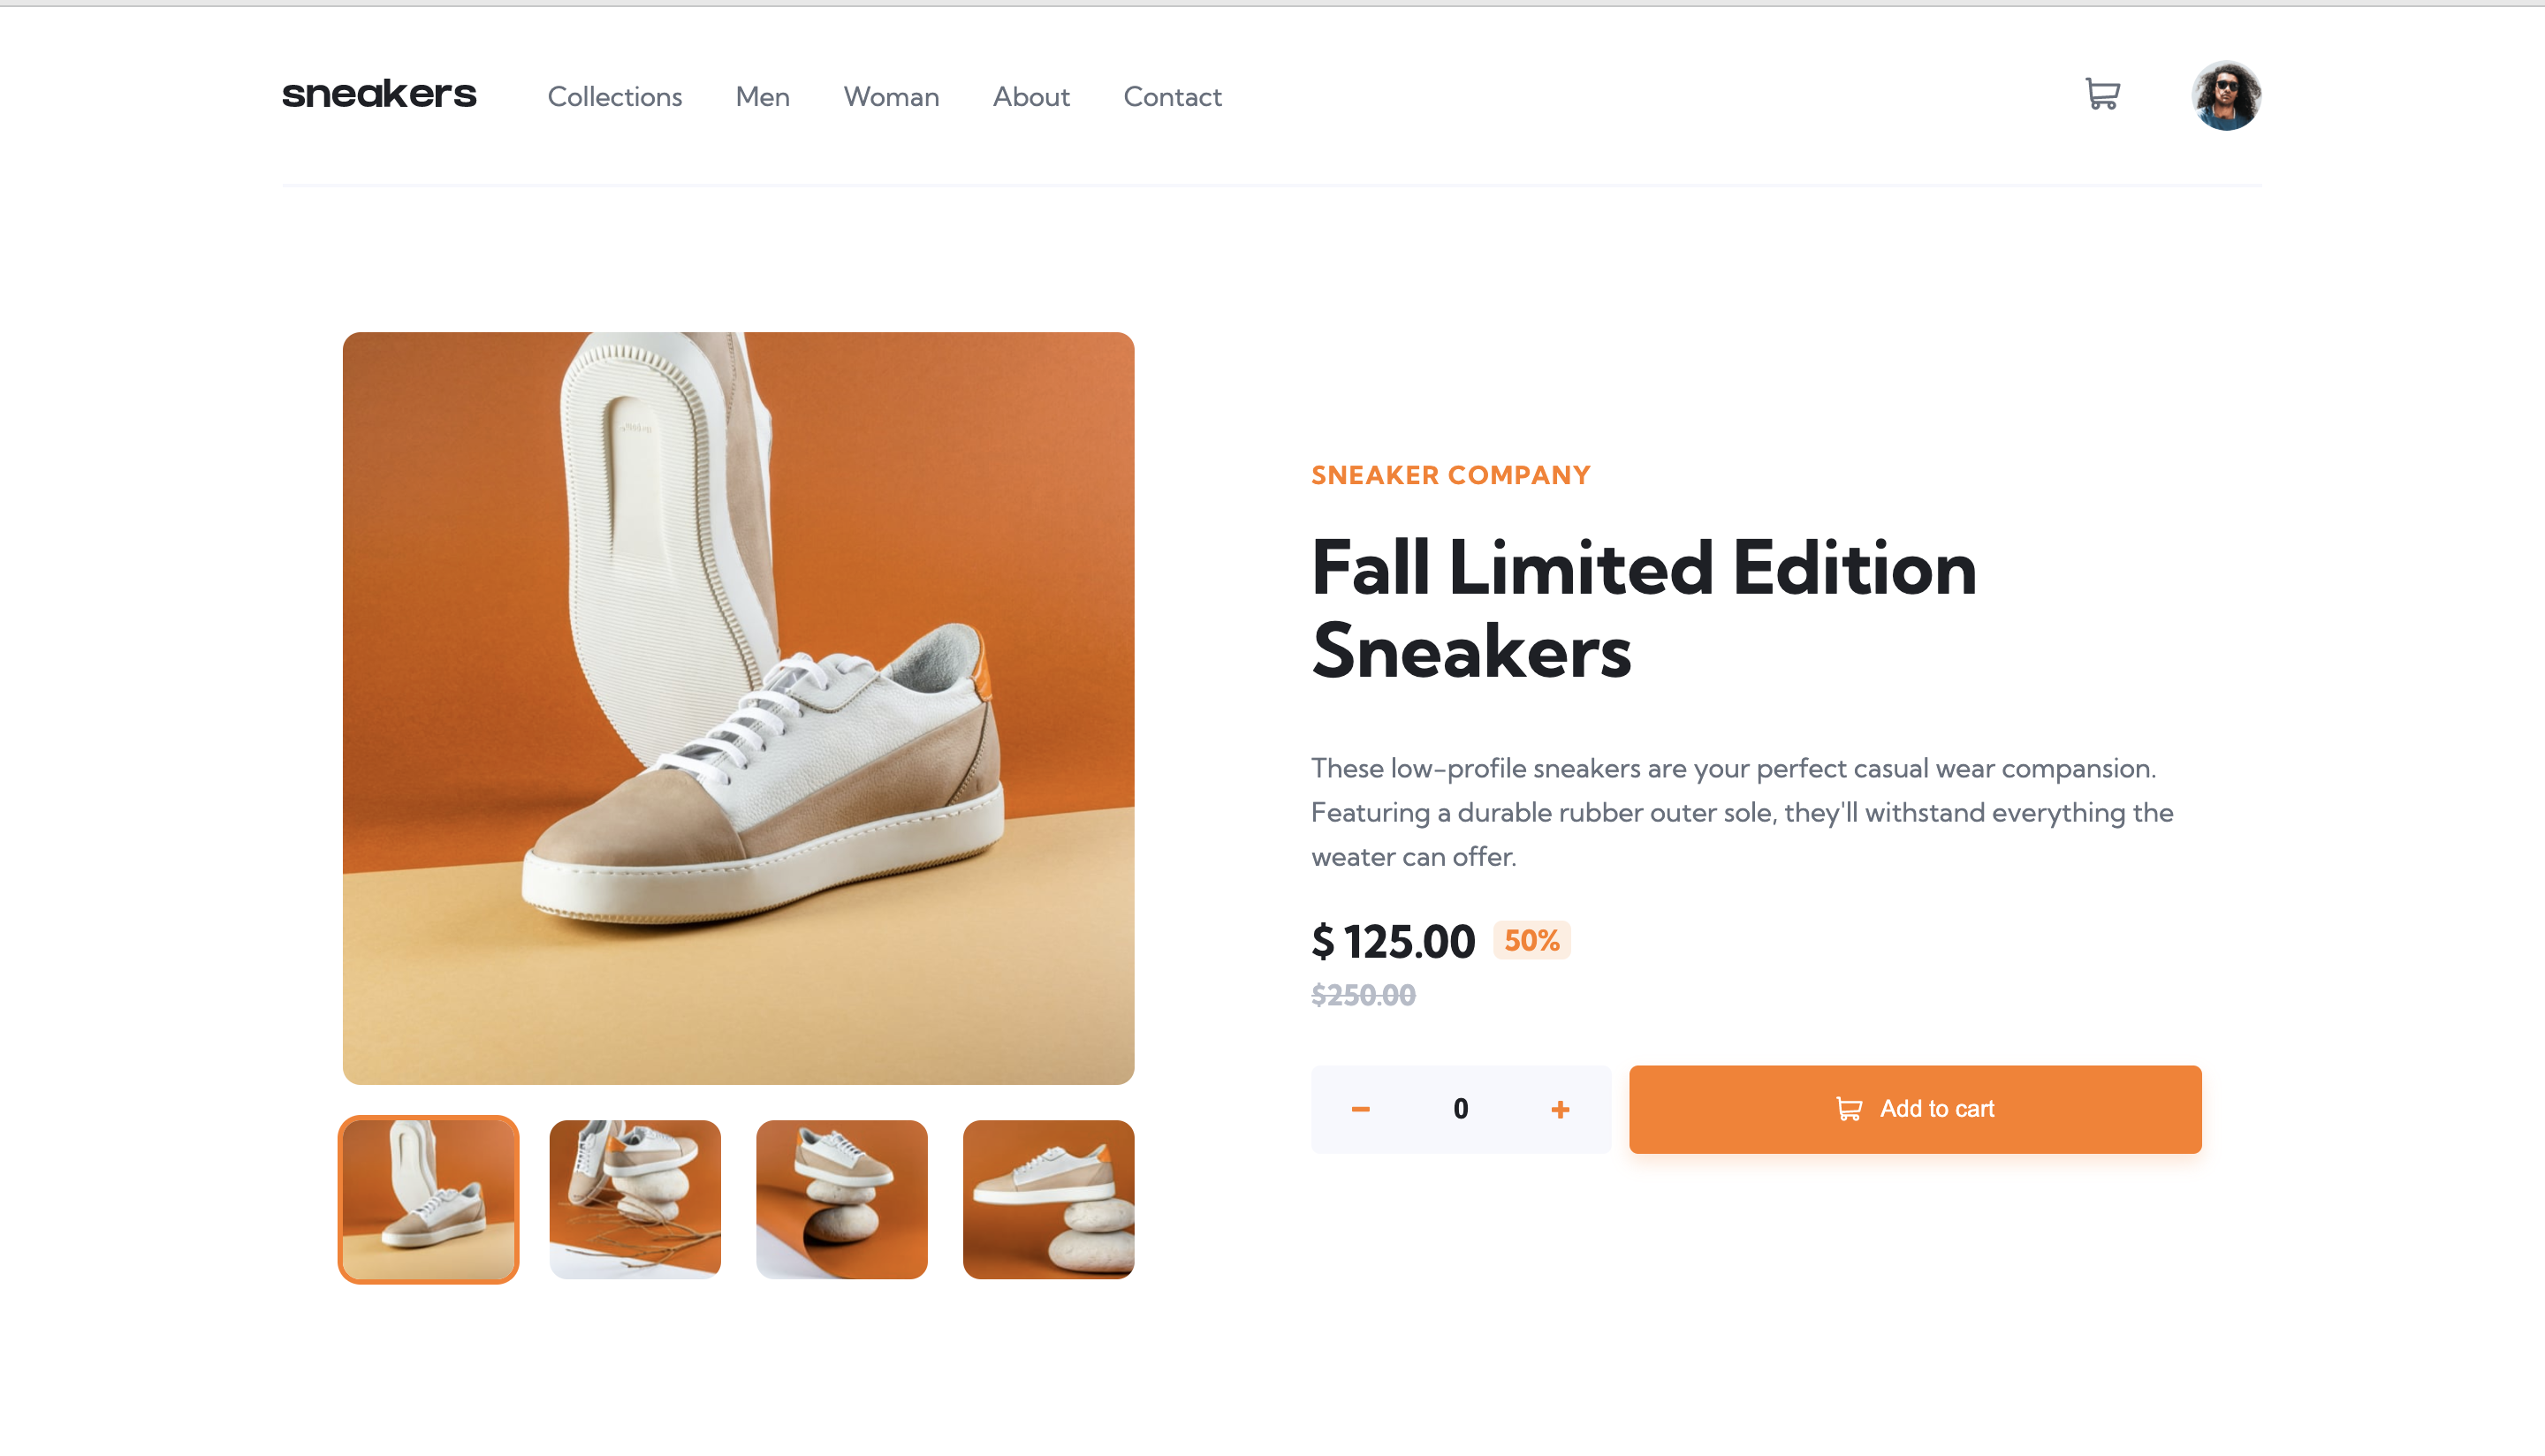 sneakers Collections Men Woman About Contact
SNEAKER COMPANY
Fall Limited Edition
Sneakers
These low-profile sneakers are your perfect casual wear compansion.
Featuring a durable rubber outer sole, they'll withstand everything the
weater can offer.
$ 125.00 50%
$250.00
− 0 + Add to cart